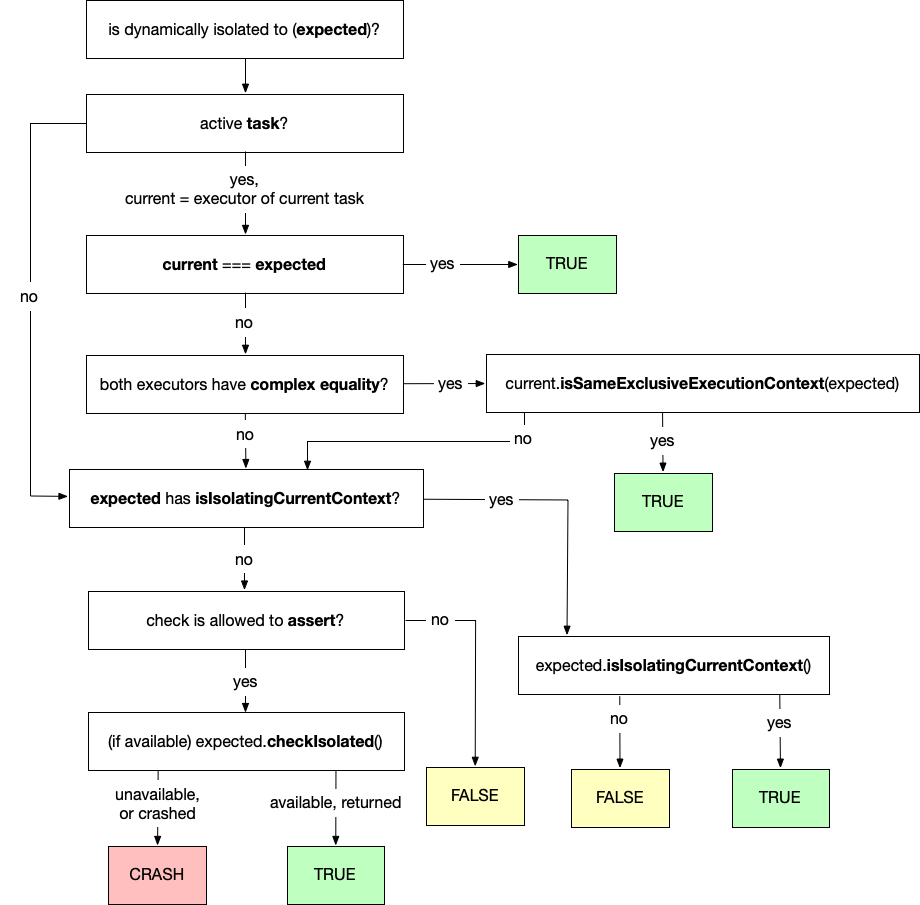 is dynamically isolated to (expected)?
active task?
yes,
current = executor of current task
current === expected
yes
TRUE
no
no
both executors have complex equality?
yes
current.isSameExclusiveExecutionContext(expected)
no
no
yes
expected has isIsolatingCurrentContext?
yes
TRUE
no
check is allowed to assert?
no
expected.isIsolatingCurrentContext()
yes
no
yes
(if available) expected.checkIsolated()
FALSE
FALSE
TRUE
unavailable,
or crashed
available, returned
CRASH
TRUE